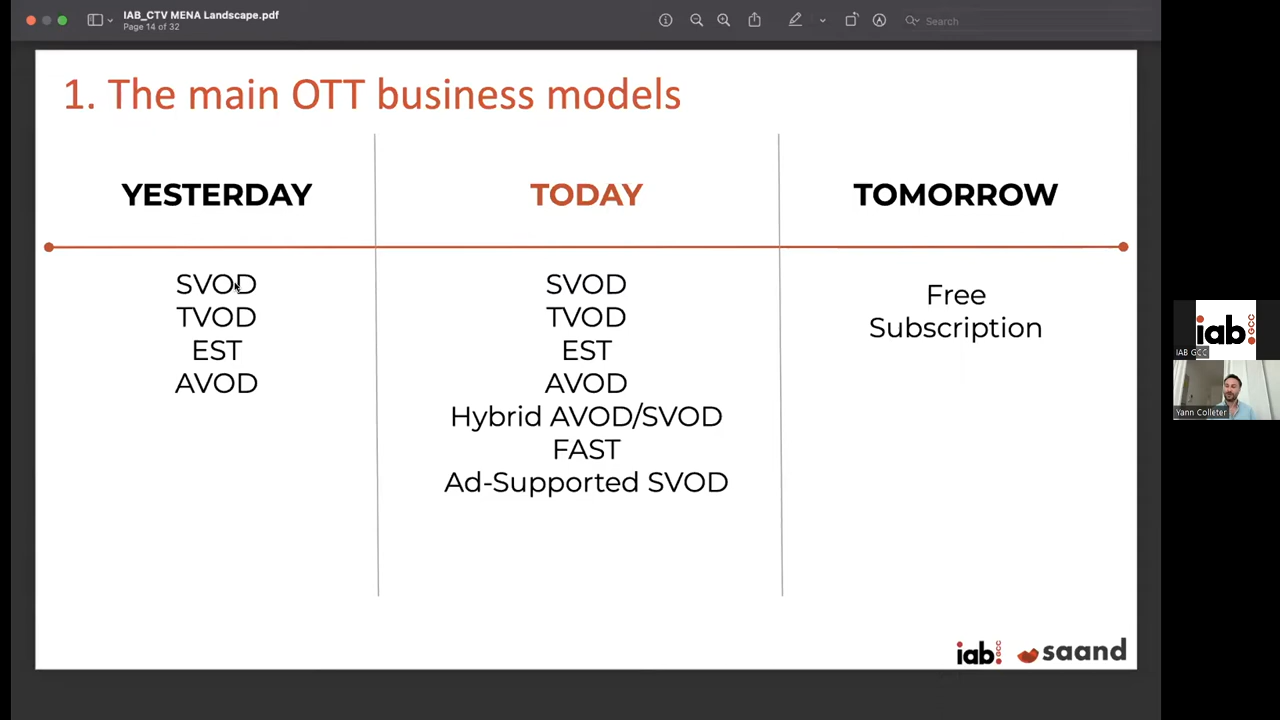 IAB_CTV MENA Landscape.pdf
Page 14 of 32
Search
1. The main OTT business models
YESTERDAY
SVOD
TVOD
EST
AVOD
TODAY
SVOD
TVOD
EST
AVOD
Hybrid AVOD/SVOD
FAST
Ad-Supported SVOD
TOMORROW
Free
Subscription
iab GCC
saand
iab GCC
IAB GCC
Yann Colleter